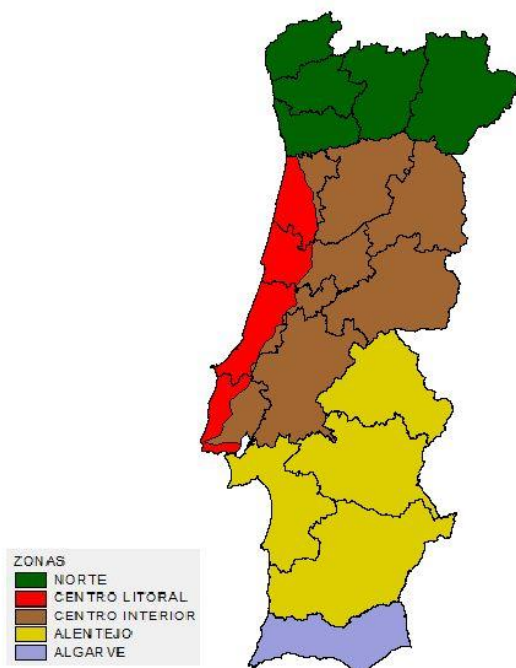 ZONAS
NORTE
CENTRO LITORAL
CENTRO INTERIOR
ALENTEJO
ALGARVE